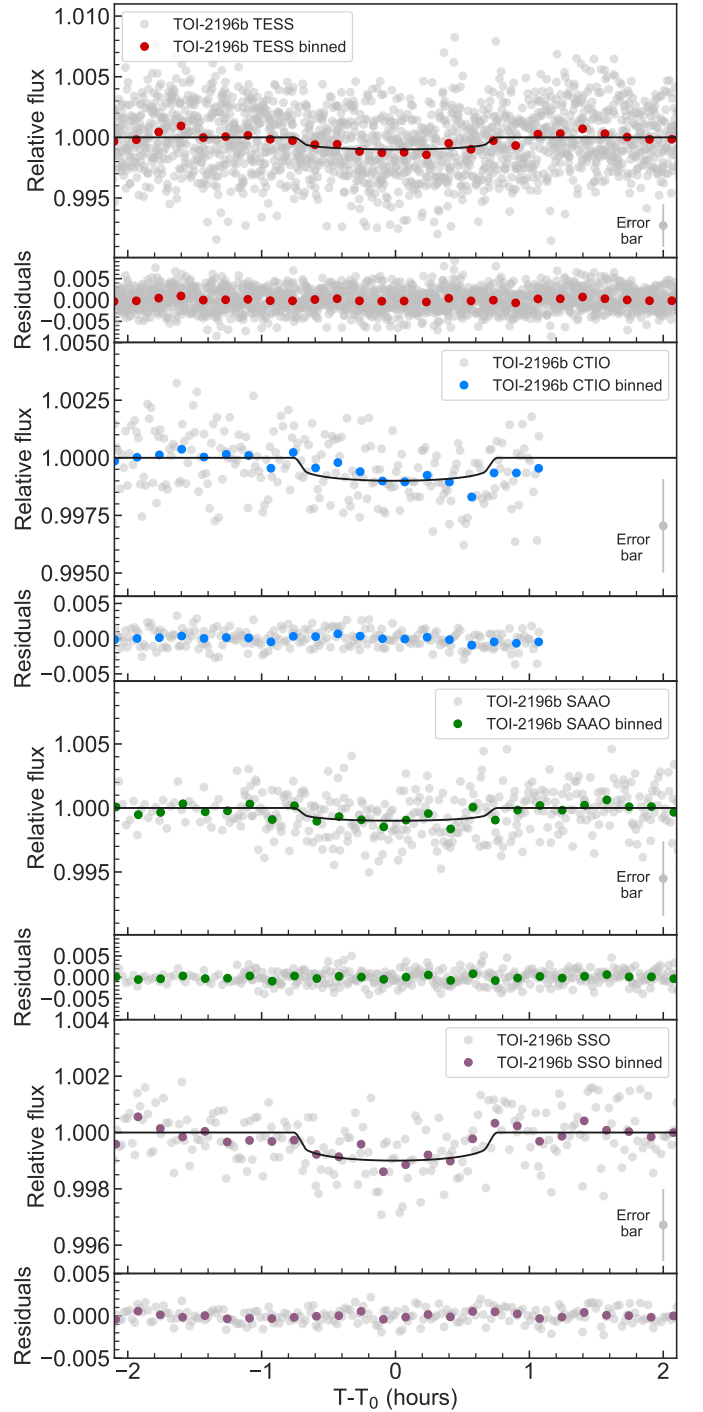 1.010
TOI-2196b TESS
TOI-2196b TESS binned
1.005
1.000
0.995
Relative flux
Error
bar
0.005
0.000
−0.005
Residuals
1.0050
TOI-2196b CTIO
TOI-2196b CTIO binned
1.0025
1.0000
0.9975
0.9950
Relative flux
Error
bar
0.005
0.000
−0.005
Residuals
TOI-2196b SAAO
TOI-2196b SAAO binned
1.005
1.000
0.995
Relative flux
Error
bar
0.005
0.000
−0.005
Residuals
1.004
TOI-2196b SSO
TOI-2196b SSO binned
1.002
1.000
0.998
0.996
Relative flux
Error
bar
0.005
0.000
−0.005
Residuals
−2 −1 0 1 2
T-T₀ (hours)